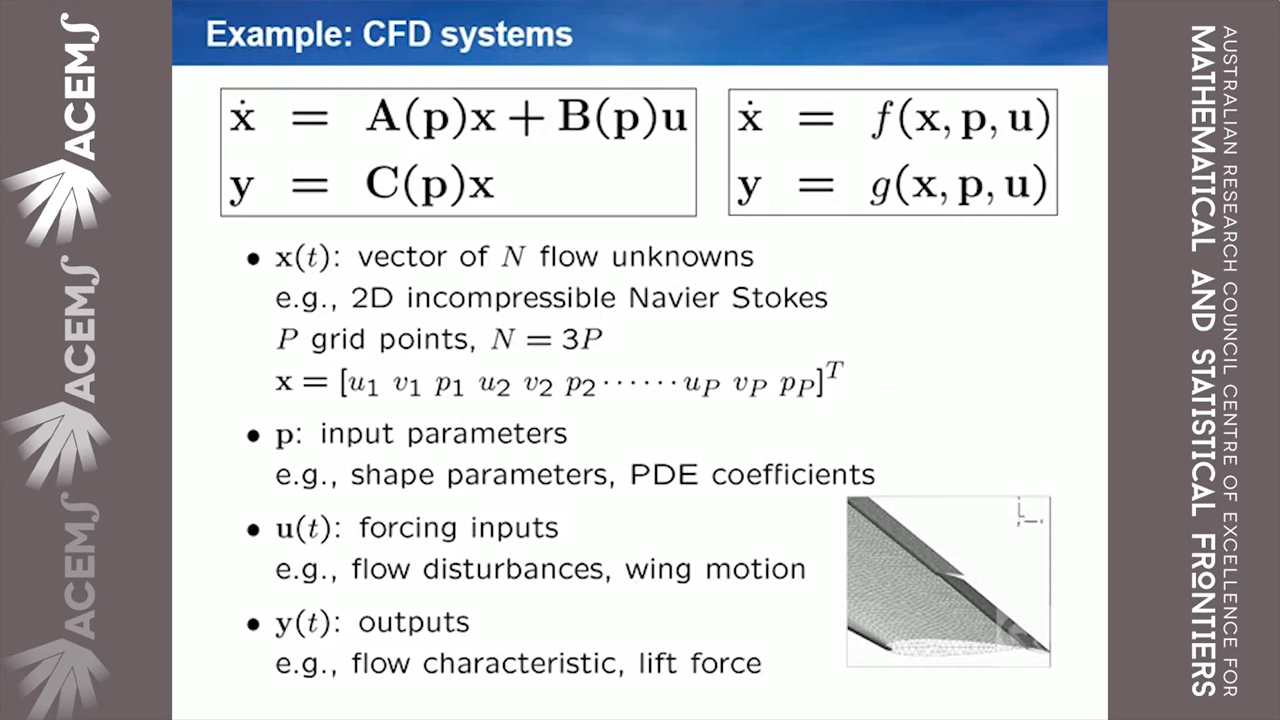 Example: CFD systems
ẋ = A(p)x + B(p)u
y = C(p)x
ẋ = f(x, p, u)
y = g(x, p, u)
• x(t): vector of N flow unknowns
e.g., 2D incompressible Navier Stokes
P grid points, N = 3P
x = [u₁ v₁ p₁ u₂ v₂ p₂ ······ u_P v_P p_P]ᵀ
• p: input parameters
e.g., shape parameters, PDE coefficients
• u(t): forcing inputs
e.g., flow disturbances, wing motion
• y(t): outputs
e.g., flow characteristic, lift force
ACEMS
ACEMS
ACEMS
AUSTRALIAN RESEARCH COUNCIL CENTRE OF EXCELLENCE FOR
MATHEMATICAL AND STATISTICAL FRONTIERS